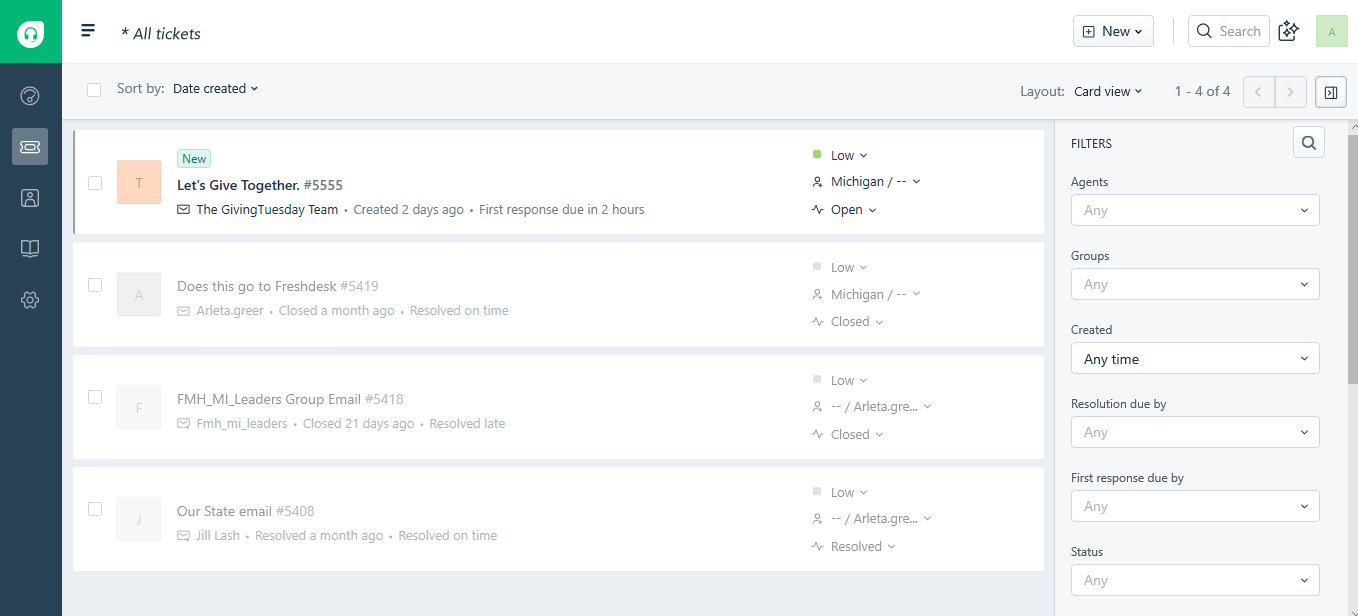 * All tickets
New
Search
A
Sort by: Date created
Layout: Card view
1 - 4 of 4
T
New
Let's Give Together. #5555
The GivingTuesday Team • Created 2 days ago • First response due in 2 hours
Low
Michigan / --
Open
A
Does this go to Freshdesk #5419
Arleta.greer • Closed a month ago • Resolved on time
Low
Michigan / --
Closed
F
FMH_MI_Leaders Group Email #5418
Fmh_mi_leaders • Closed 21 days ago • Resolved late
Low
-- / Arleta.gre...
Closed
J
Our State email #5408
Jill Lash • Resolved a month ago • Resolved on time
Low
-- / Arleta.gre...
Resolved
FILTERS
Agents
Any
Groups
Any
Created
Any time
Resolution due by
Any
First response due by
Any
Status
Any